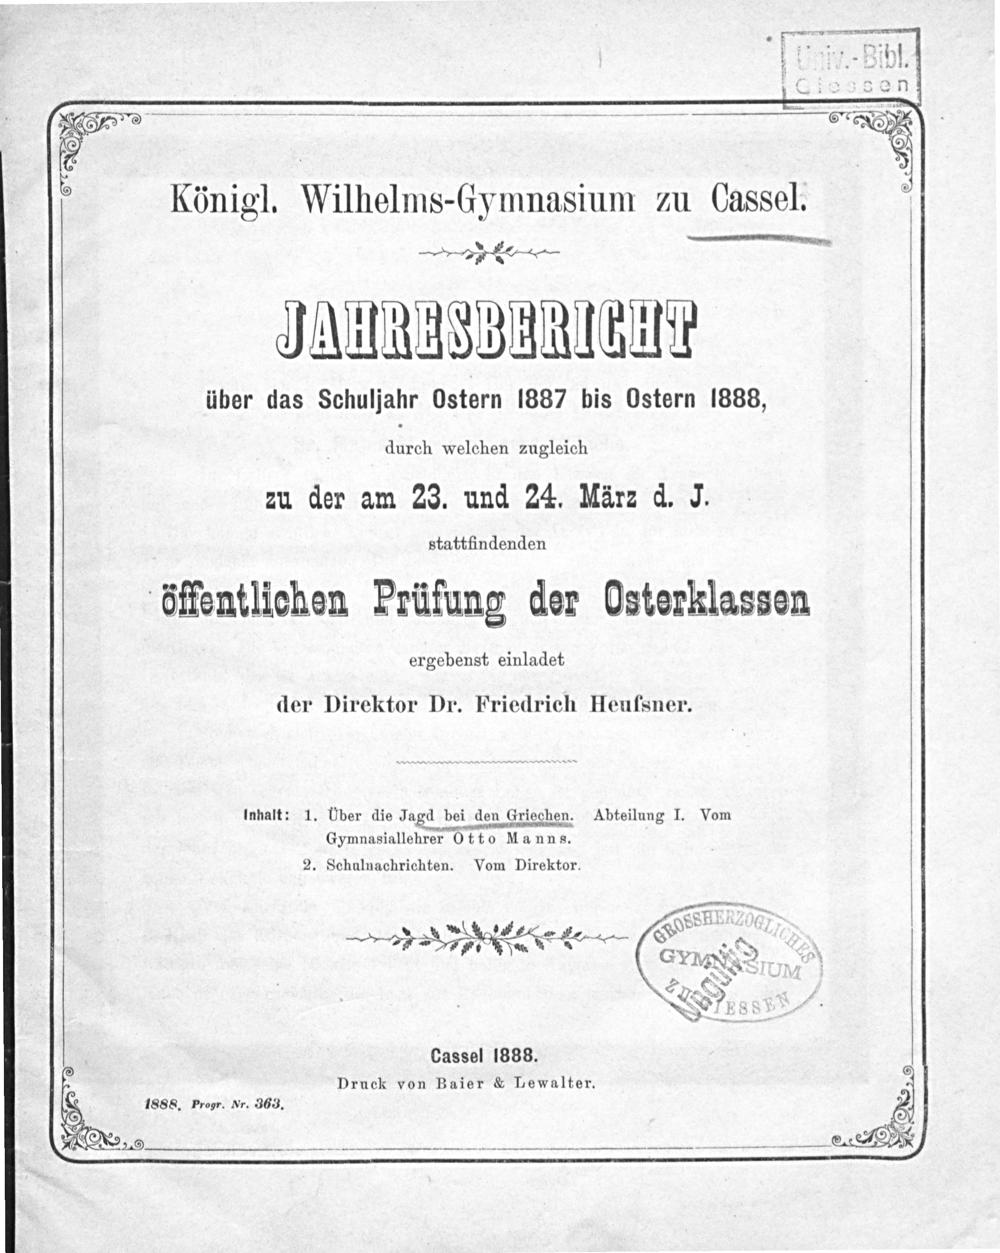 Univ.-Bibl.
Giessen
Königl. Wilhelms-Gymnasium zu Cassel.
JAHRESBERICHT
über das Schuljahr Ostern 1887 bis Ostern 1888,
durch welchen zugleich
zu der am 23. und 24. März d. J.
stattfindenden
öffentlichen Prüfung der Osterklassen
ergebenst einladet
der Direktor Dr. Friedrich Heuſsner.
Inhalt: 1. Über die Jagd bei den Griechen. Abteilung I. Vom
Gymnasiallehrer Otto Manns.
2. Schulnachrichten. Vom Direktor.
GROSSHERZOGLICHES
GYMNASIUM
ZU GIESSEN
Ungültig
Cassel 1888.
Druck von Baier & Lewalter.
1888. Progr. Nr. 363.